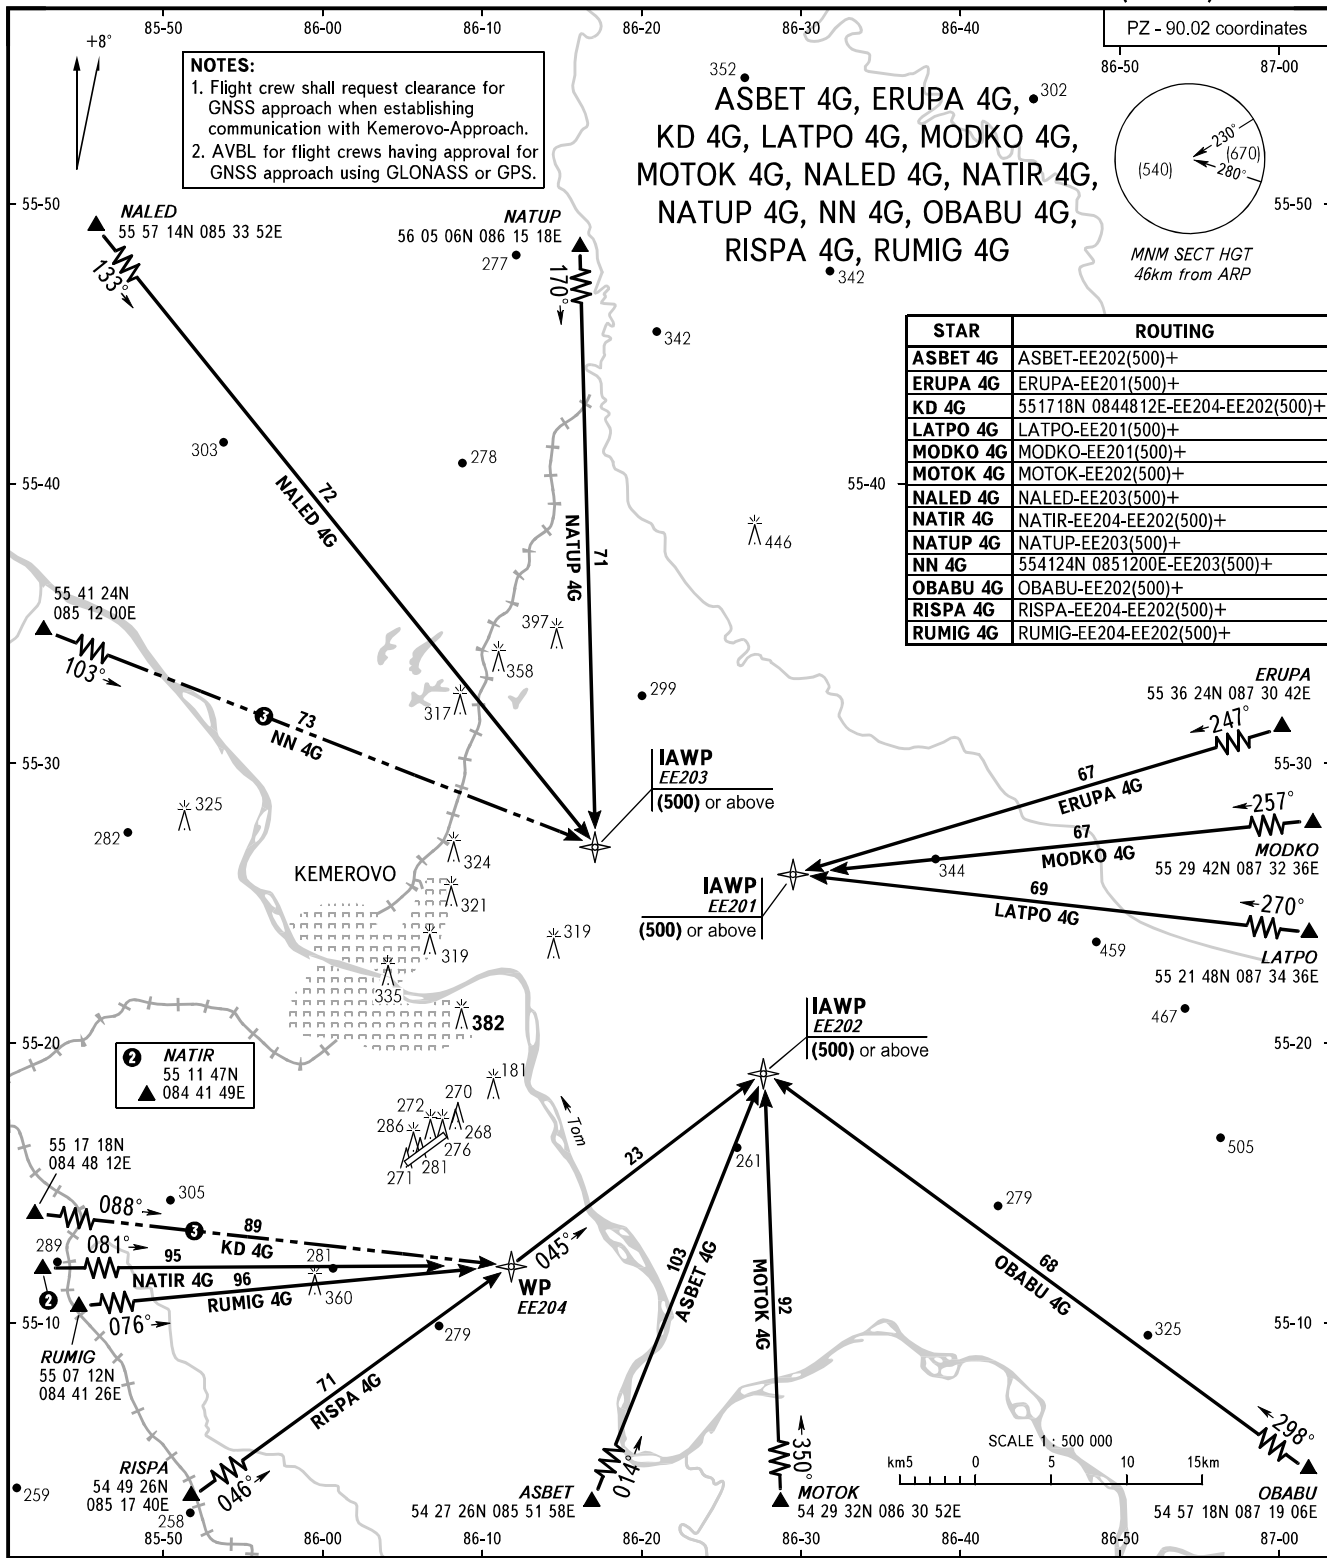 85-50
86-00
86-10
86-20
86-30
86-40
PZ - 90.02 coordinates
86-50
87-00
+8°
NOTES:
1. Flight crew shall request clearance for
GNSS approach when establishing
communication with Kemerovo-Approach.
2. AVBL for flight crews having approval for
GNSS approach using GLONASS or GPS.
352
302
ASBET 4G, ERUPA 4G,
KD 4G, LATPO 4G, MODKO 4G,
MOTOK 4G, NALED 4G, NATIR 4G,
NATUP 4G, NN 4G, OBABU 4G,
RISPA 4G, RUMIG 4G
230°
(670)
(540)
280°
MNM SECT HGT
46km from ARP
55-50
55-50
NALED
55 57 14N 085 33 52E
133°
NATUP
56 05 06N 086 15 18E
277
170°
342
342
STAR ROUTING
ASBET 4G ASBET-EE202(500)+
ERUPA 4G ERUPA-EE201(500)+
KD 4G 551718N 0844812E-EE204-EE202(500)+
LATPO 4G LATPO-EE201(500)+
MODKO 4G MODKO-EE201(500)+
MOTOK 4G MOTOK-EE202(500)+
NALED 4G NALED-EE203(500)+
NATIR 4G NATIR-EE204-EE202(500)+
NATUP 4G NATUP-EE203(500)+
NN 4G 554124N 0851200E-EE203(500)+
OBABU 4G OBABU-EE202(500)+
RISPA 4G RISPA-EE204-EE202(500)+
RUMIG 4G RUMIG-EE204-EE202(500)+
303
278
55-40
55-40
72
NALED 4G
71
NATUP 4G
446
55 41 24N
085 12 00E
103°
3
73
NN 4G
397
358
317
299
ERUPA
55 36 24N 087 30 42E
247°
67
ERUPA 4G
55-30
55-30
IAWP
EE203
(500) or above
325
282
324
KEMEROVO
321
257°
67
MODKO 4G
MODKO
55 29 42N 087 32 36E
344
IAWP
EE201
(500) or above
69
LATPO 4G
270°
LATPO
55 21 48N 087 34 36E
459
319
319
335
382
467
IAWP
EE202
(500) or above
55-20
55-20
2 NATIR
55 11 47N
084 41 49E
181
270
272
286
268
276
281
271
Tom
55 17 18N
084 48 12E
23
261
505
305
279
088°
3
89
KD 4G
289
081°
95
NATIR 4G
281
2
96
RUMIG 4G
360
076°
045°
WP
EE204
103
ASBET 4G
92
MOTOK 4G
68
OBABU 4G
55-10
55-10
279
325
RUMIG
55 07 12N
084 41 26E
71
RISPA 4G
298°
SCALE 1 : 500 000
km5 0 5 10 15km
RISPA
54 49 26N
085 17 40E
046°
259
258
014°
350°
ASBET
54 27 26N 085 51 58E
MOTOK
54 29 32N 086 30 52E
OBABU
54 57 18N 087 19 06E
85-50
86-00
86-10
86-20
86-30
86-40
86-50
87-00